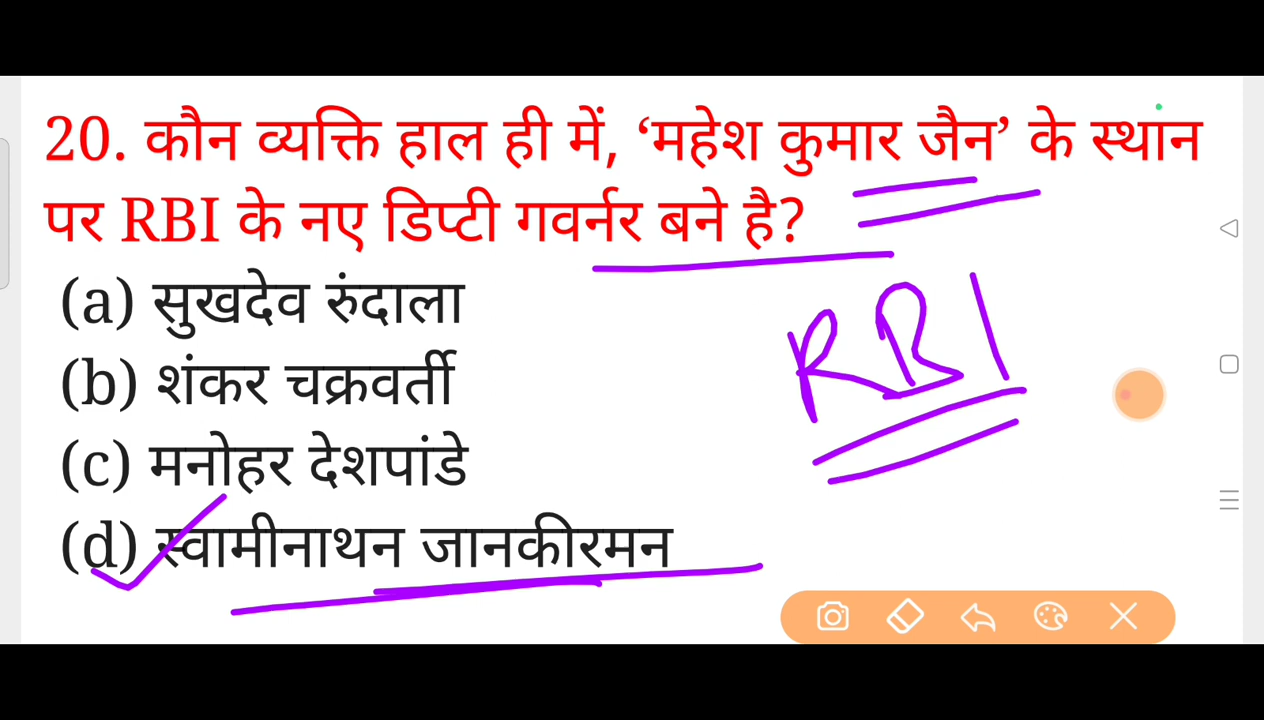 20. कौन व्यक्ति हाल ही में, ‘महेश कुमार जैन’ के स्थान
पर RBI के नए डिप्टी गवर्नर बने है?
(a) सुखदेव रुंदाला
(b) शंकर चक्रवर्ती
(c) मनोहर देशपांडे
(d) स्वामीनाथन जानकीरमन
RRI